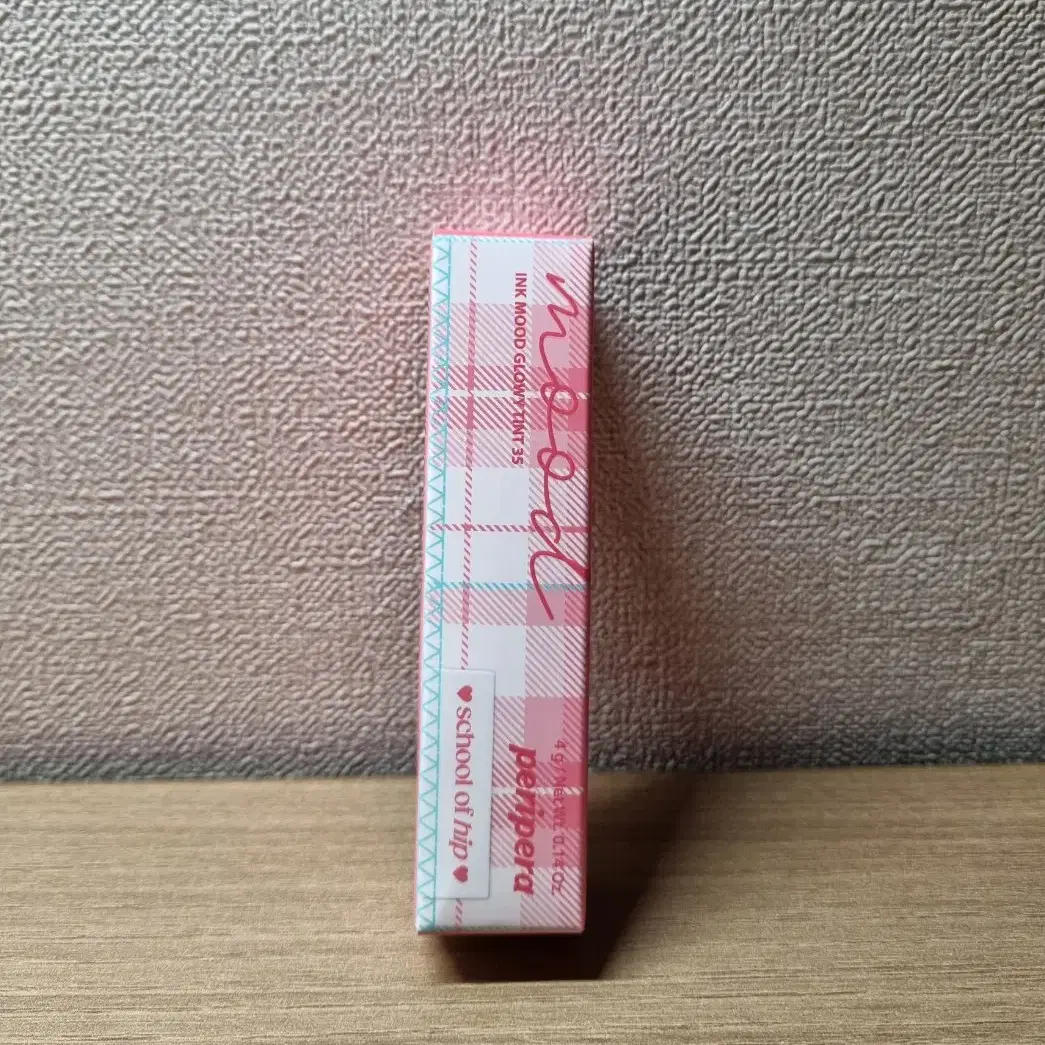 mood
INK MOOD GLOWY TINT 35
4 g / Net wt. 0.14 Oz.
peripera
♥ school of hip ♥